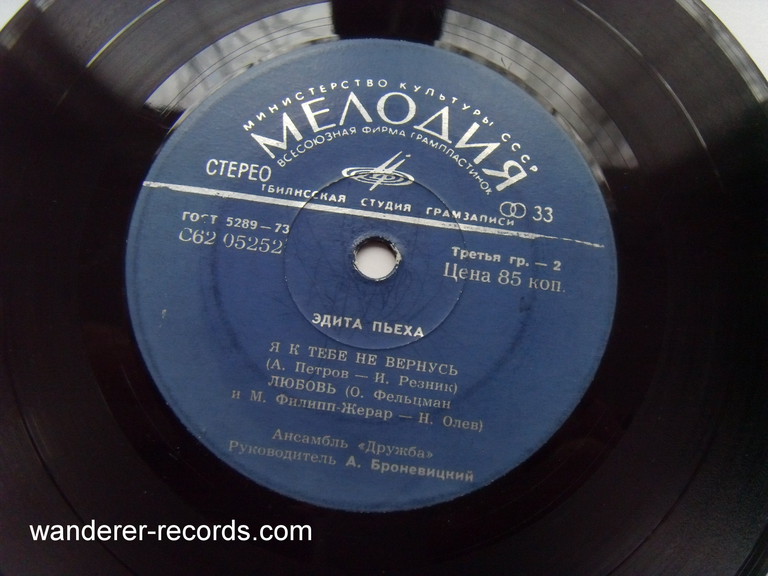 МИНИСТЕРСТВО КУЛЬТУРЫ СССР
МЕЛОДИЯ
ВСЕСОЮЗНАЯ ФИРМА ГРАМПЛАСТИНОК
СТЕРЕО
33
ТБИЛИССКАЯ СТУДИЯ ГРАМЗАПИСИ
ГОСТ 5289—73
С62 05252
Третья гр. — 2
Цена 85 коп.
ЭДИТА ПЬЕХА
Я К ТЕБЕ НЕ ВЕРНУСЬ
(А. Петров — И. Резник)
ЛЮБОВЬ (О. Фельцман
и М. Филипп-Жерар — Н. Олев)
Ансамбль «Дружба»
Руководитель А. Броневицкий
wanderer-records.com